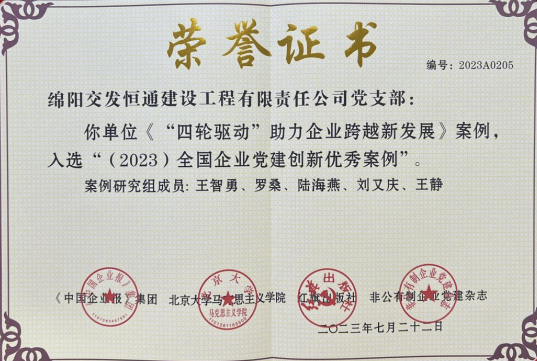 荣誉证书
编号：2023A0205
绵阳交发恒通建设工程有限责任公司党支部：
你单位《“四轮驱动”助力企业跨越新发展》案例，
入选“（2023）全国企业党建创新优秀案例”。
案例研究组成员：王智勇、罗桑、陆海燕、刘又庆、王静
《中国企业报》集团 北京大学马克思主义学院 红旗出版社 非公有制企业党建杂志
二〇二三年七月二十二日